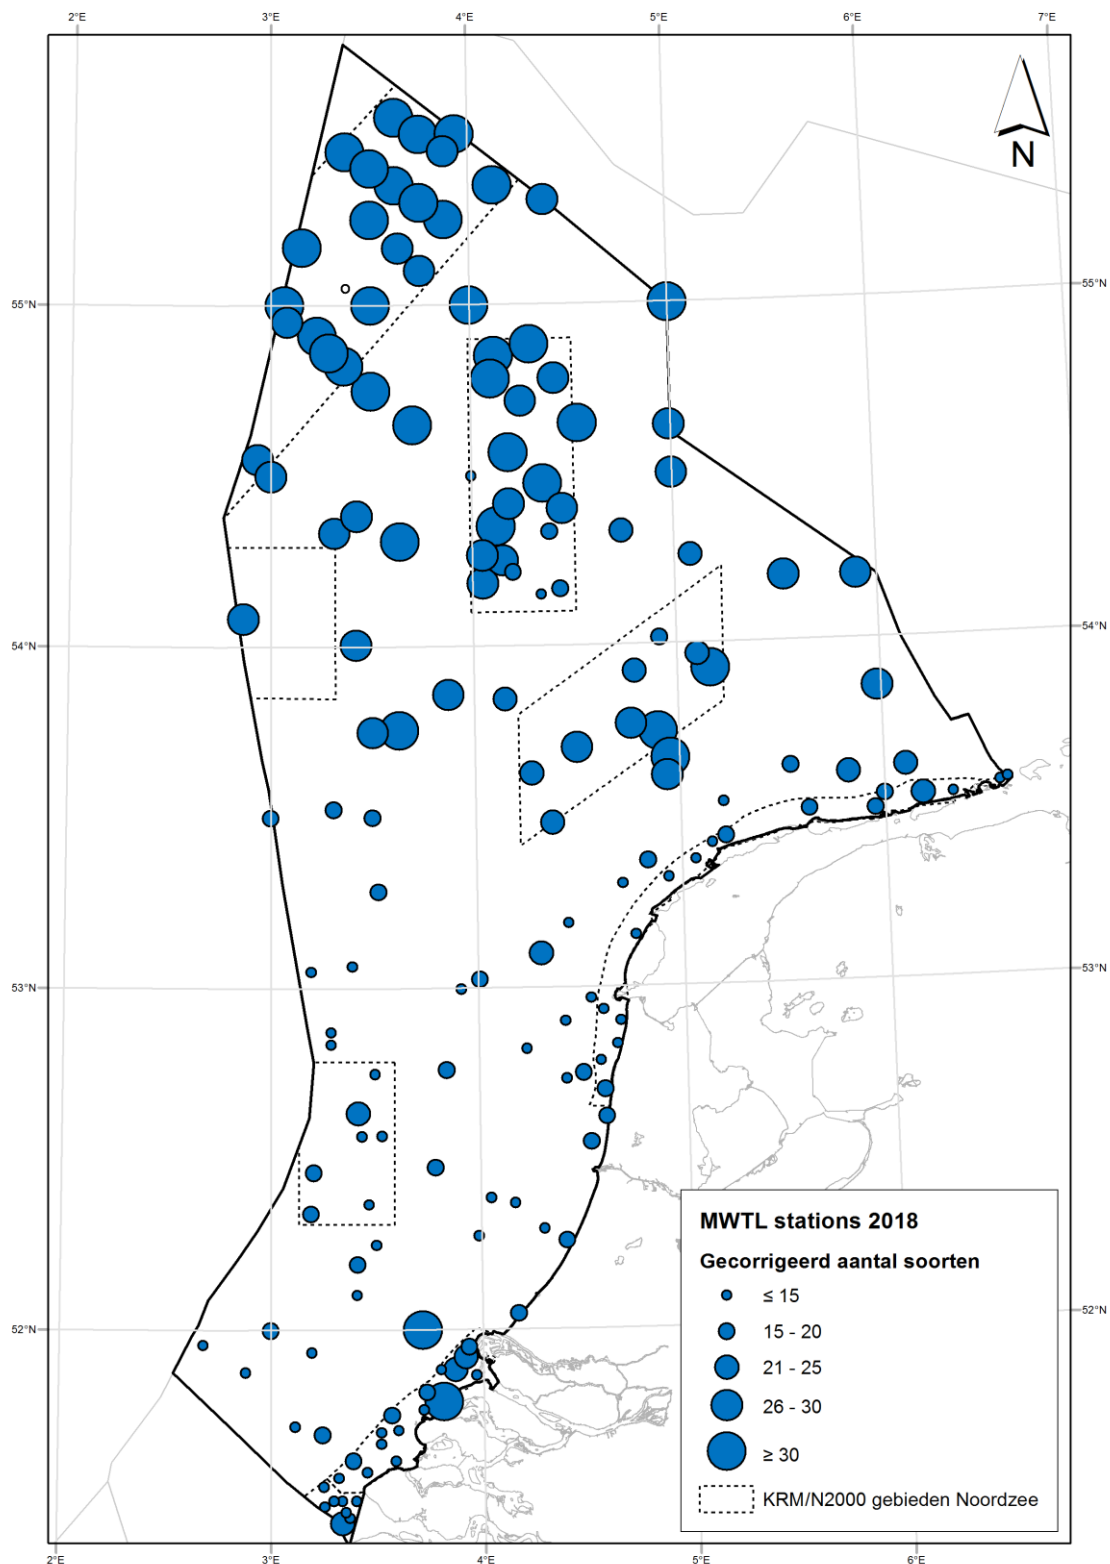 2°E 3°E 4°E 5°E 6°E 7°E
N
55°N 55°N
54°N 54°N
53°N 53°N
52°N 52°N
MWTL stations 2018
Gecorrigeerd aantal soorten
≤ 15
15 - 20
21 - 25
26 - 30
≥ 30
KRM/N2000 gebieden Noordzee
2°E 3°E 4°E 5°E 6°E